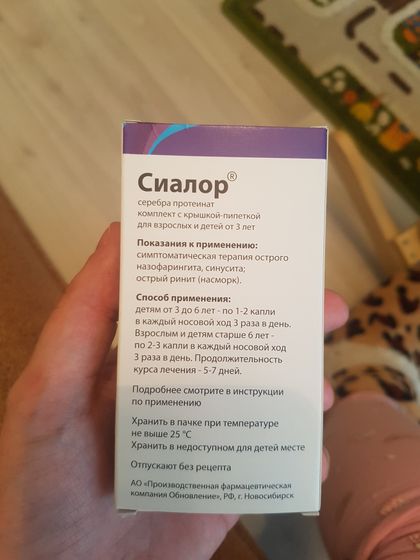 Сиалор®
серебра протеинат
комплект с крышкой-пипеткой
для взрослых и детей от 3 лет
Показания к применению:
симптоматическая терапия острого
назофарингита, синусита;
острый ринит (насморк).
Способ применения:
детям от 3 до 6 лет - по 1-2 капли
в каждый носовой ход 3 раза в день.
Взрослым и детям старше 6 лет -
по 2-3 капли в каждый носовой ход
3 раза в день. Продолжительность
курса лечения - 5-7 дней.
Подробнее смотрите в инструкции
по применению
Хранить в пачке при температуре
не выше 25 °С
Хранить в недоступном для детей месте
Отпускают без рецепта
АО «Производственная фармацевтическая
компания Обновление», РФ, г. Новосибирск